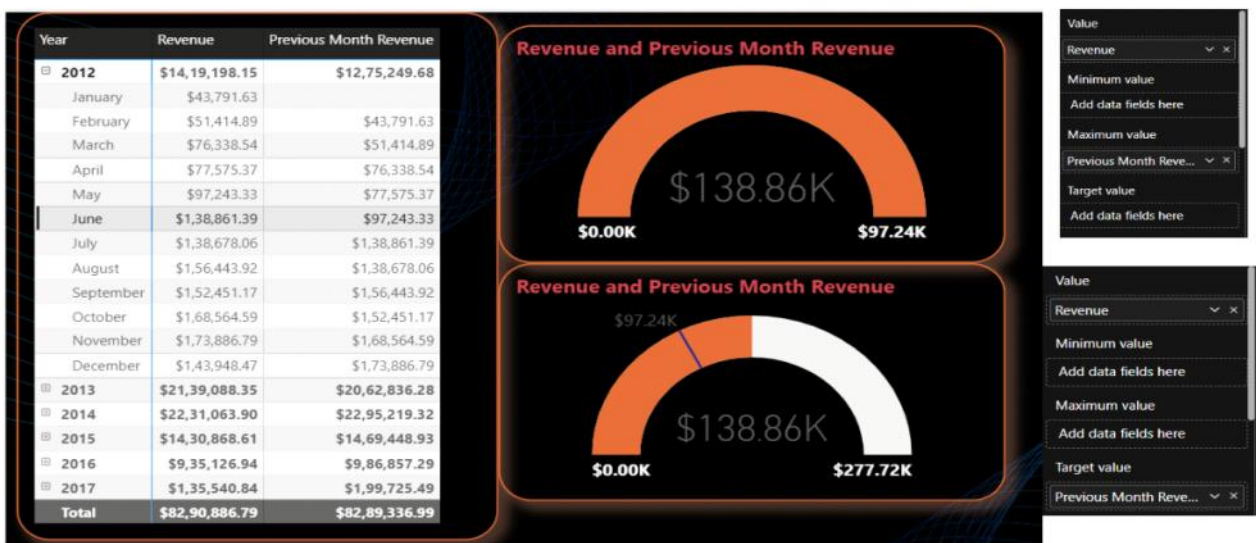 Year Revenue Previous Month Revenue
2012 $14,19,198.15 $12,75,249.68
January $43,791.63
February $51,414.89 $43,791.63
March $76,338.54 $51,414.89
April $77,575.37 $76,338.54
May $97,243.33 $77,575.37
June $1,38,861.39 $97,243.33
July $1,38,678.06 $1,38,861.39
August $1,56,443.92 $1,38,678.06
September $1,52,451.17 $1,56,443.92
October $1,68,564.59 $1,52,451.17
November $1,73,886.79 $1,68,564.59
December $1,43,948.47 $1,73,886.79
2013 $21,39,088.35 $20,62,836.28
2014 $22,31,063.90 $22,95,219.32
2015 $14,30,868.61 $14,69,448.93
2016 $9,35,126.94 $9,86,857.29
2017 $1,35,540.84 $1,99,725.49
Total $82,90,886.79 $82,89,336.99
Revenue and Previous Month Revenue
$138.86K
$0.00K $97.24K
Revenue and Previous Month Revenue
$97.24K
$138.86K
$0.00K $277.72K
Value
Revenue
Minimum value
Add data fields here
Maximum value
Previous Month Reve...
Target value
Add data fields here
Value
Revenue
Minimum value
Add data fields here
Maximum value
Add data fields here
Target value
Previous Month Reve...